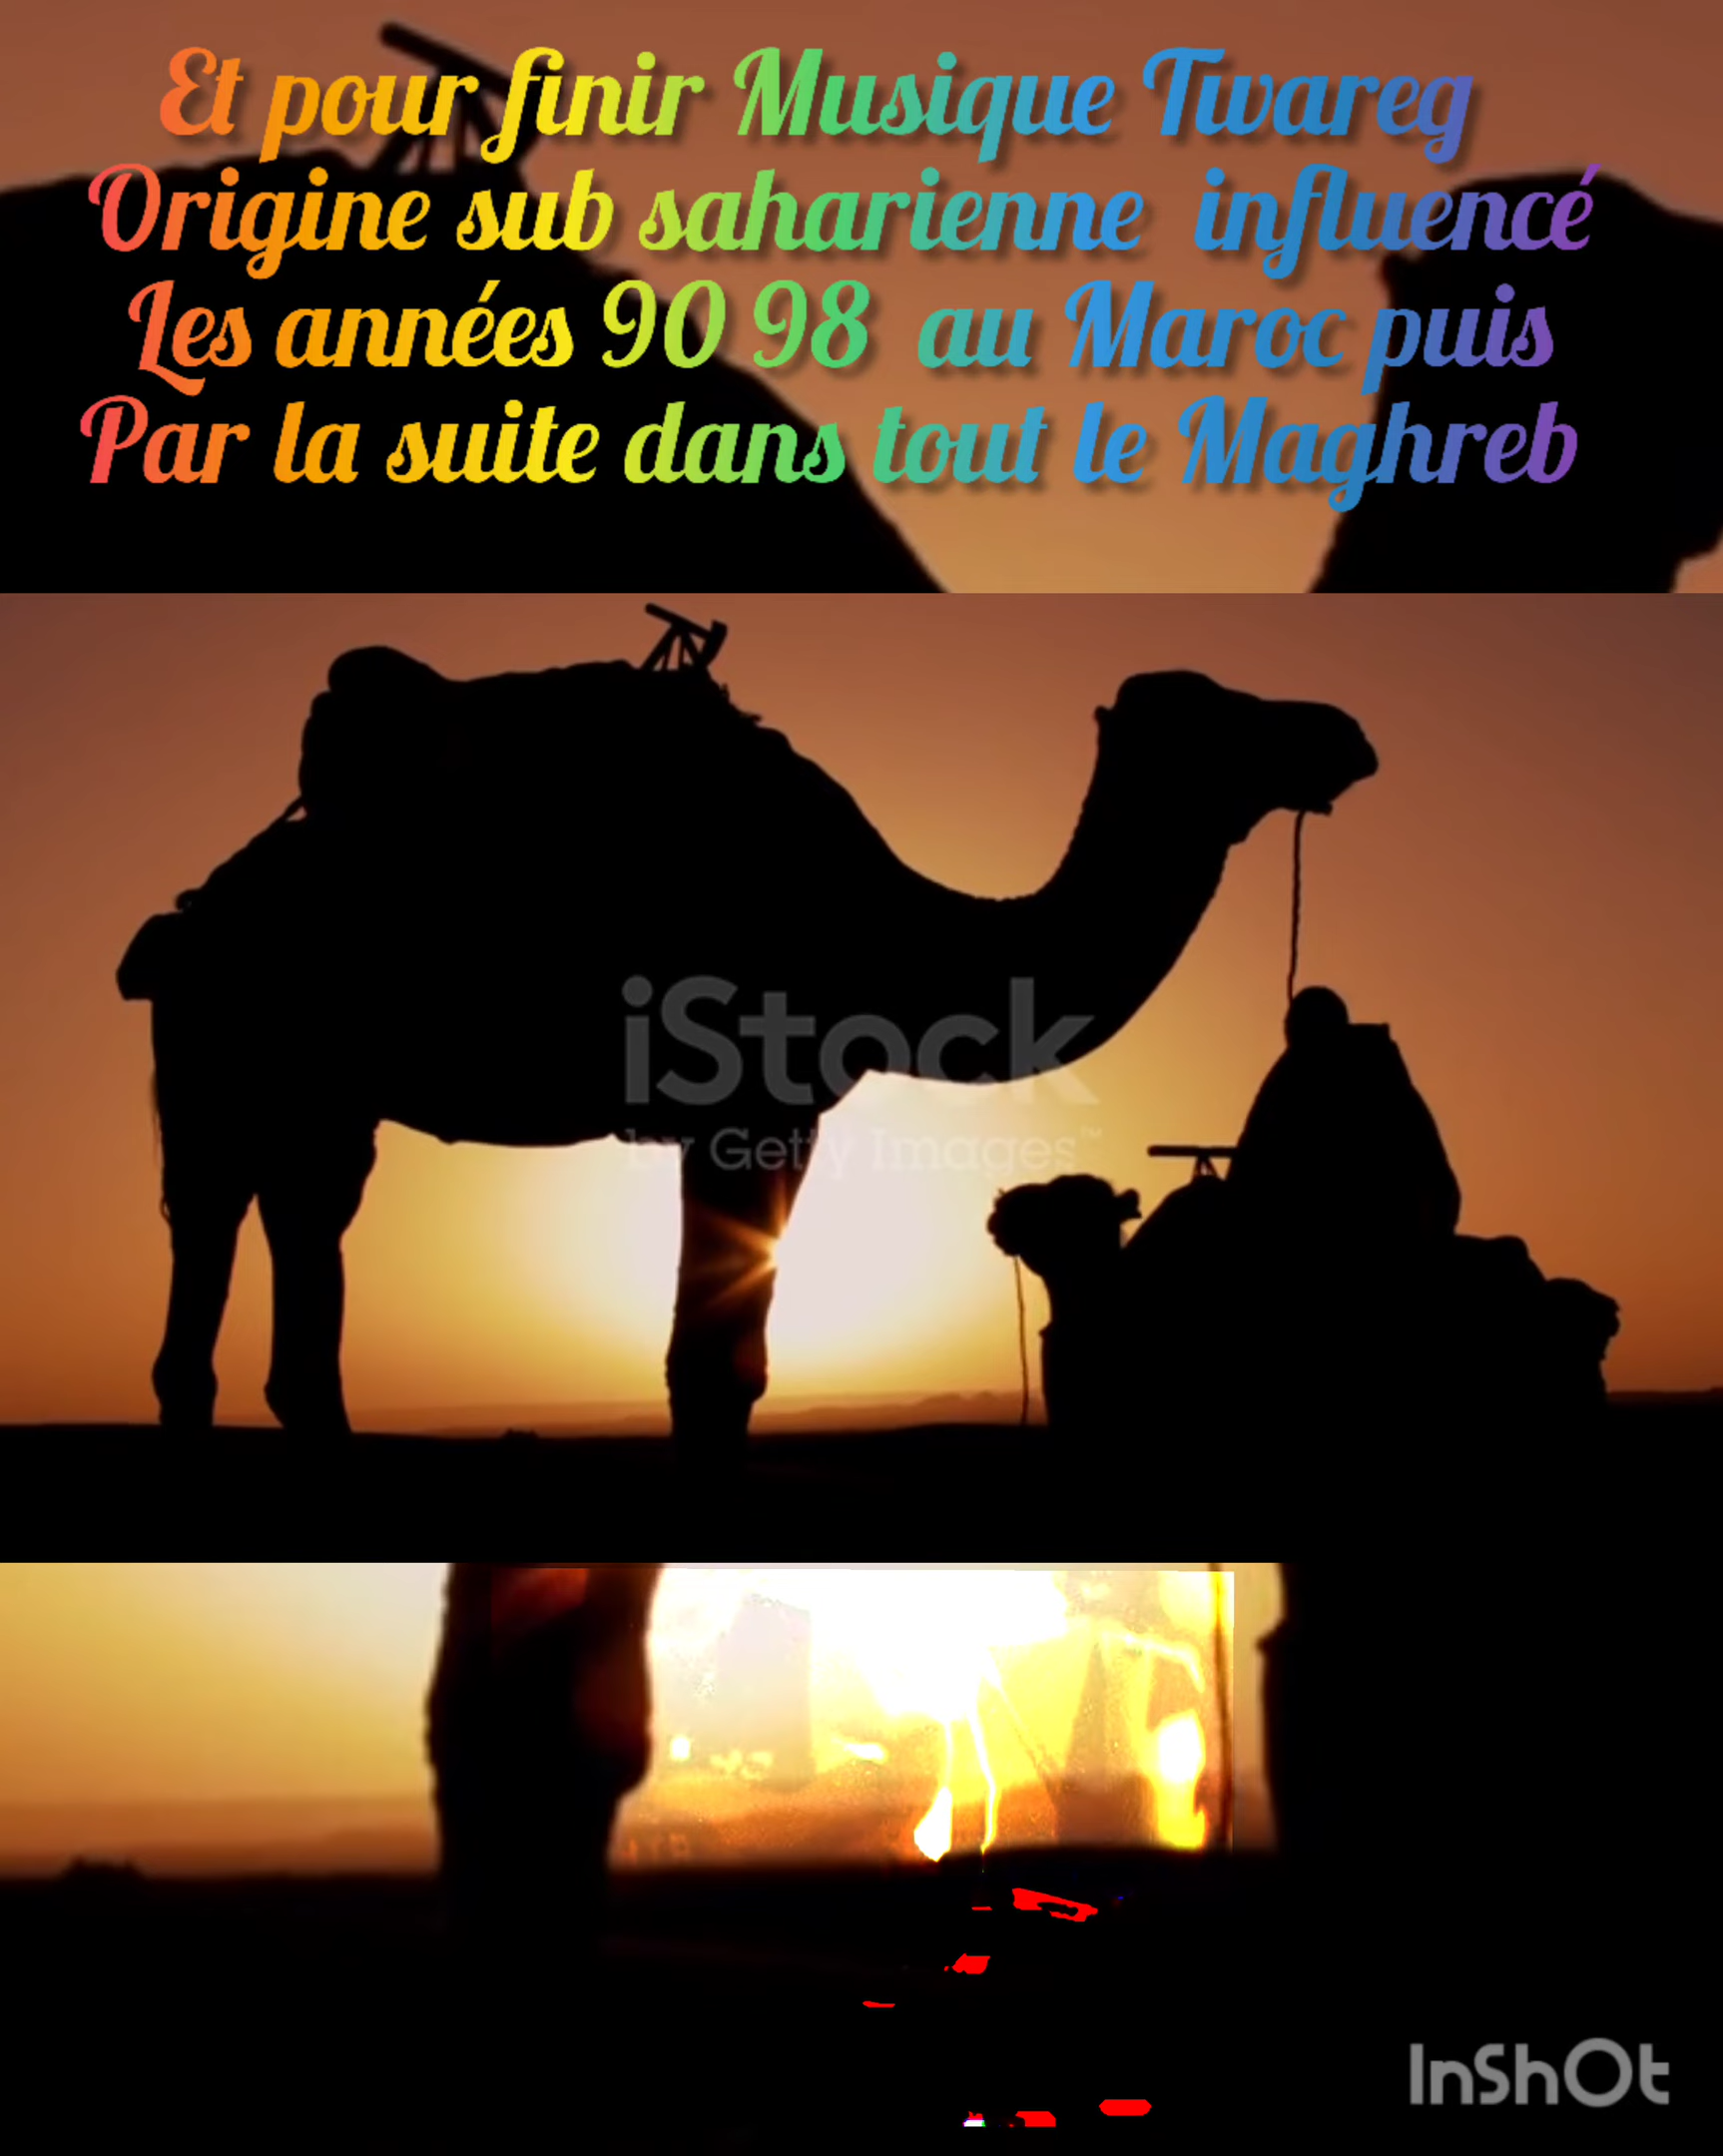 Et pour finir Musique Twareg
Origine sub saharienne influencé
Les années 90 98 au Maroc puis
Par la suite dans tout le Maghreb
iStock
by Getty Images™
InShOt